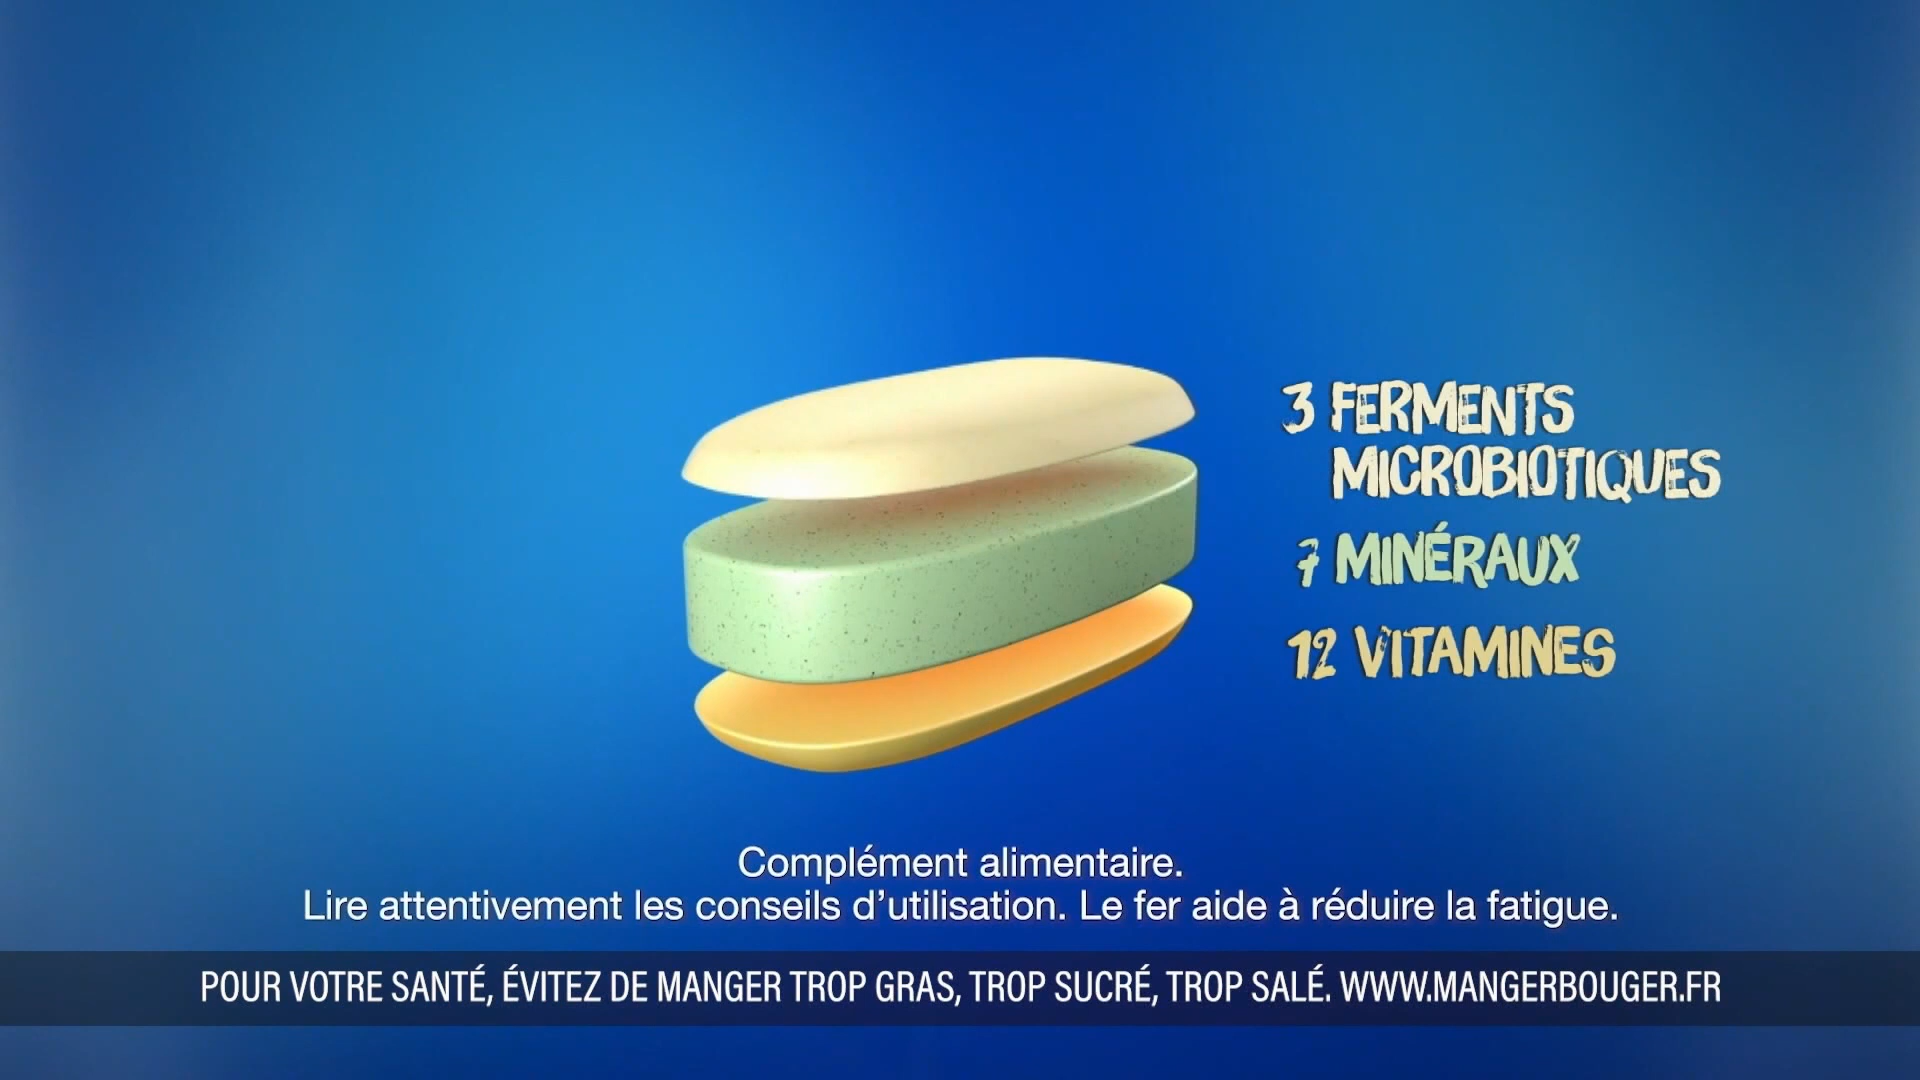 3 FERMENTS
MICROBIOTIQUES
7 MINÉRAUX
12 VITAMINES
Complément alimentaire.
Lire attentivement les conseils d’utilisation. Le fer aide à réduire la fatigue.
POUR VOTRE SANTÉ, ÉVITEZ DE MANGER TROP GRAS, TROP SUCRÉ, TROP SALÉ. WWW.MANGERBOUGER.FR